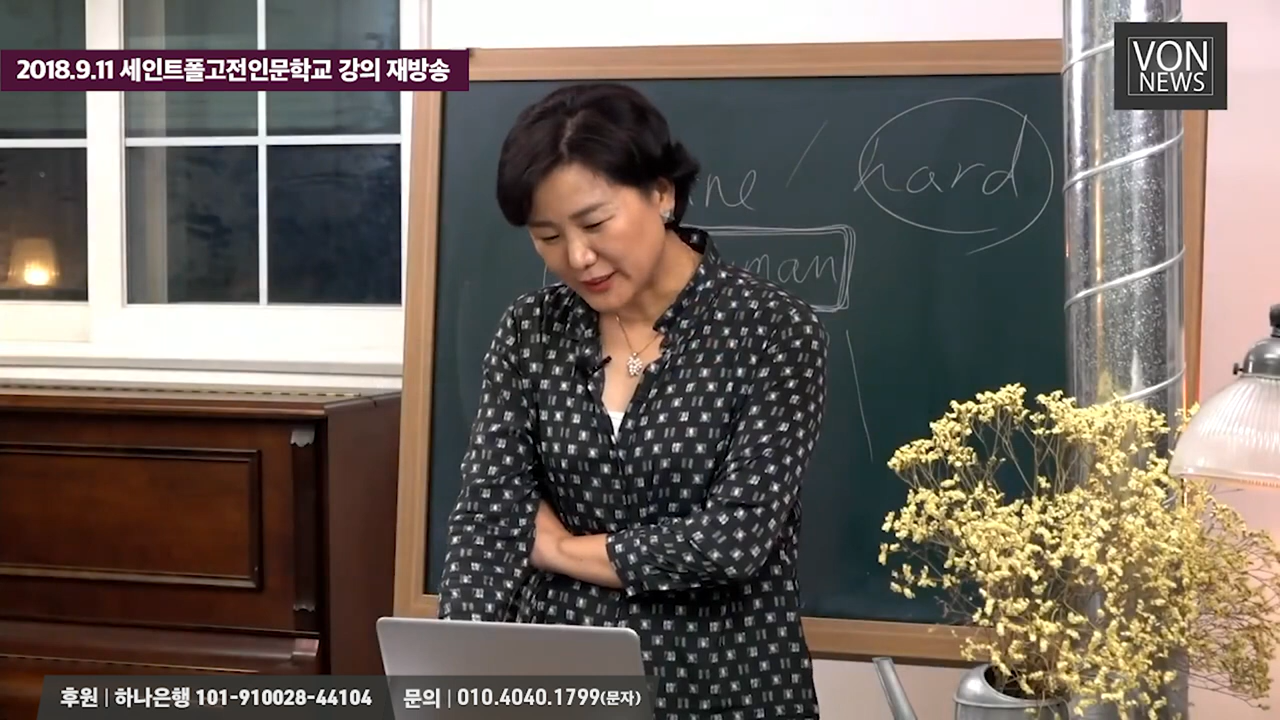 2018.9.11 세인트폴고전인문학교 강의 재방송
VON
NEWS
hard
후원 | 하나은행 101-910028-44104 문의 | 010.4040.1799(문자)